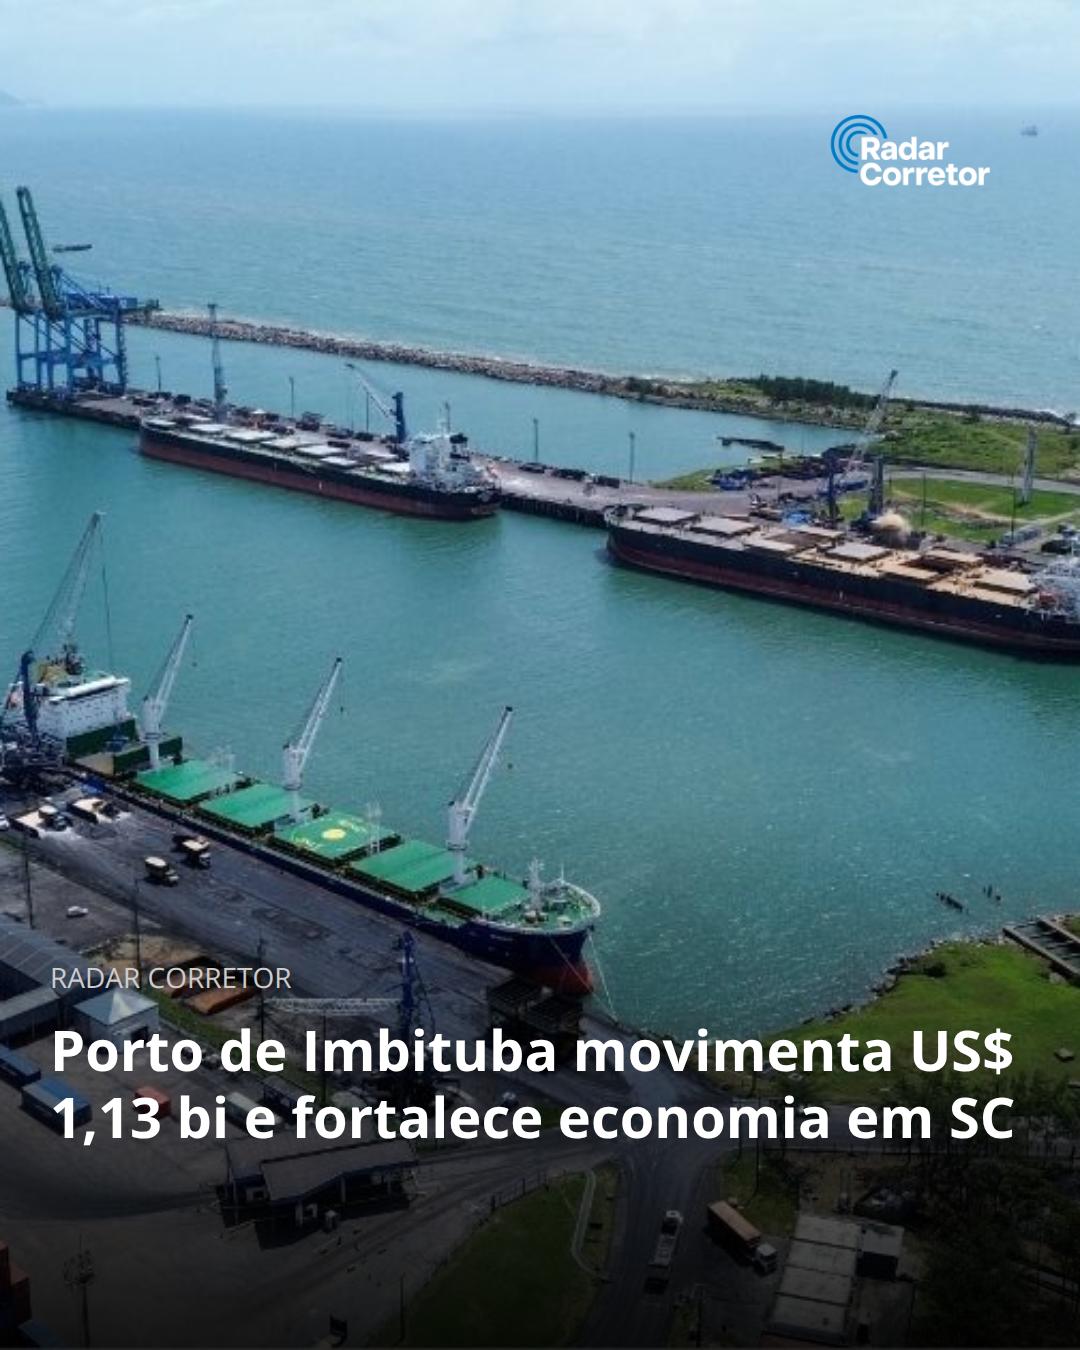 Radar
Corretor
RADAR CORRETOR
Porto de Imbituba movimenta US$
1,13 bi e fortalece economia em SC